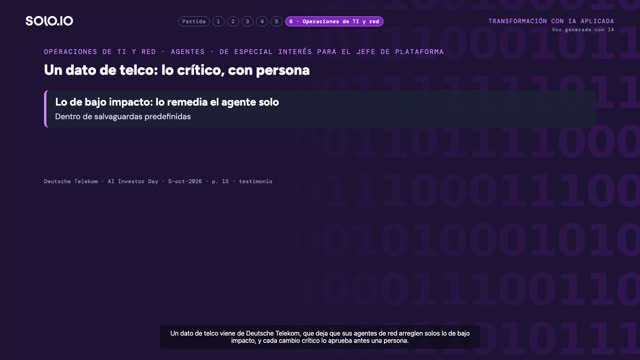 SOLO.IO
Partida 1 2 3 4 5 6 · Operaciones de TI y red
TRANSFORMACIÓN CON IA APLICADA
Voz generada con IA
OPERACIONES DE TI Y RED · AGENTES · DE ESPECIAL INTERÉS PARA EL JEFE DE PLATAFORMA
Un dato de telco: lo crítico, con persona
Lo de bajo impacto: lo remedia el agente solo
Dentro de salvaguardas predefinidas
Deutsche Telekom · AI Investor Day · 5-oct-2026 · p. 15 · testimonio
Un dato de telco viene de Deutsche Telekom, que deja que sus agentes de red arreglen solos lo de bajo
impacto, y cada cambio crítico lo aprueba antes una persona.